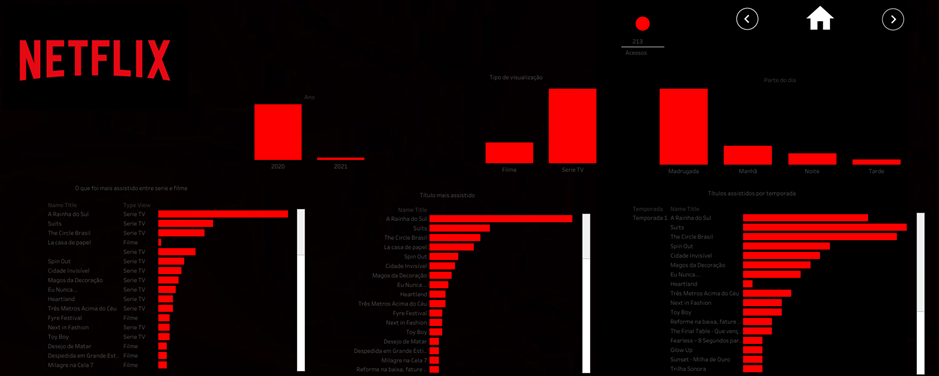 NETFLIX
213
Acessos
Ano
2020 2021
Tipo de visualização
Filme Serie TV
Parte do dia
Madrugada Manhã Noite Tarde
O que foi mais assistido entre serie e filme
Name Title Type View
A Rainha do Sul Serie TV
Suits Serie TV
The Circle Brasil Serie TV
La casa de papel Filme
Serie TV
Spin Out Serie TV
Cidade Invisível Serie TV
Magos da Decoração Serie TV
Eu Nunca... Serie TV
Heartland Serie TV
Três Metros Acima do Céu Serie TV
Fyre Festival Filme
Next in Fashion Serie TV
Toy Boy Serie TV
Desejo de Matar Filme
Despedida em Grande Est.. Filme
Milagre na Cela 7 Filme
Título mais assistido
Name Title
A Rainha do Sul
Suits
The Circle Brasil
La casa de papel
Spin Out
Cidade Invisível
Magos da Decoração
Eu Nunca...
Heartland
Três Metros Acima do Céu
Fyre Festival
Next in Fashion
Toy Boy
Desejo de Matar
Despedida em Grande Esti..
Milagre na Cela 7
Reforme na baixa, fature ..
Títulos assistidos por temporada
Temporada Name Title
Temporada 1 A Rainha do Sul
Suits
The Circle Brasil
Spin Out
Cidade Invisível
Magos da Decoração
Eu Nunca...
Heartland
Três Metros Acima do Céu
Next in Fashion
Toy Boy
Reforme na baixa, fature ..
The Final Table - Que venç..
Fearless - 8 Segundos par..
Glow Up
Sunset - Milha de Ouro
Trilha Sonora